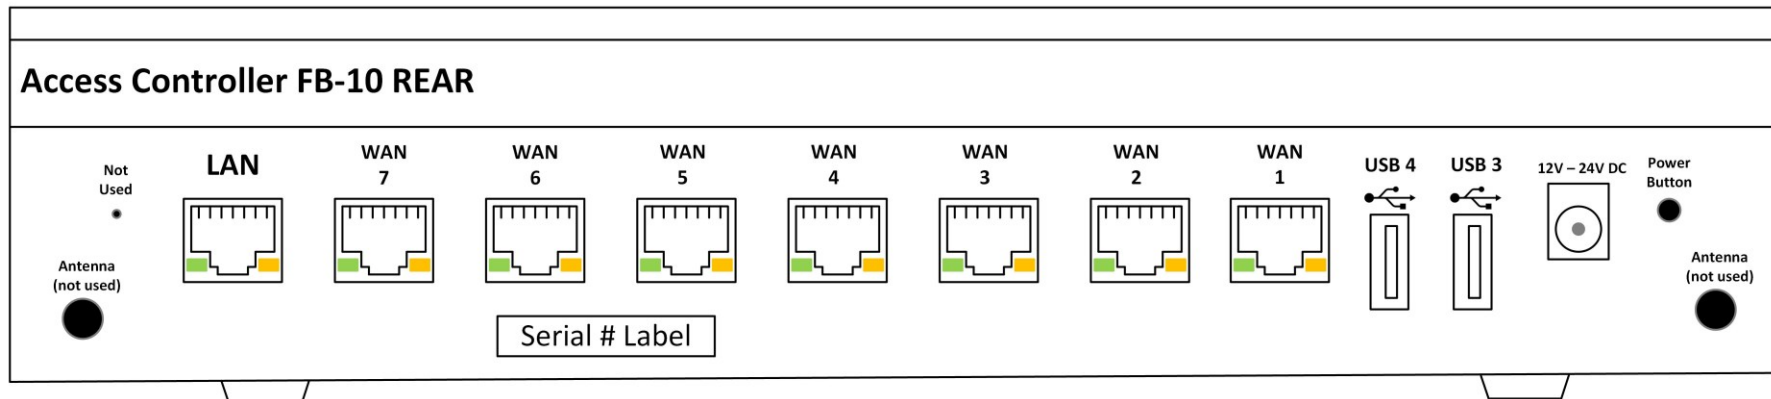 Access Controller FB-10 REAR
Not
Used
Antenna
(not used)
LAN
WAN
7
WAN
6
WAN
5
WAN
4
WAN
3
WAN
2
WAN
1
USB 4
USB 3
12V – 24V DC
Power
Button
Antenna
(not used)
Serial # Label